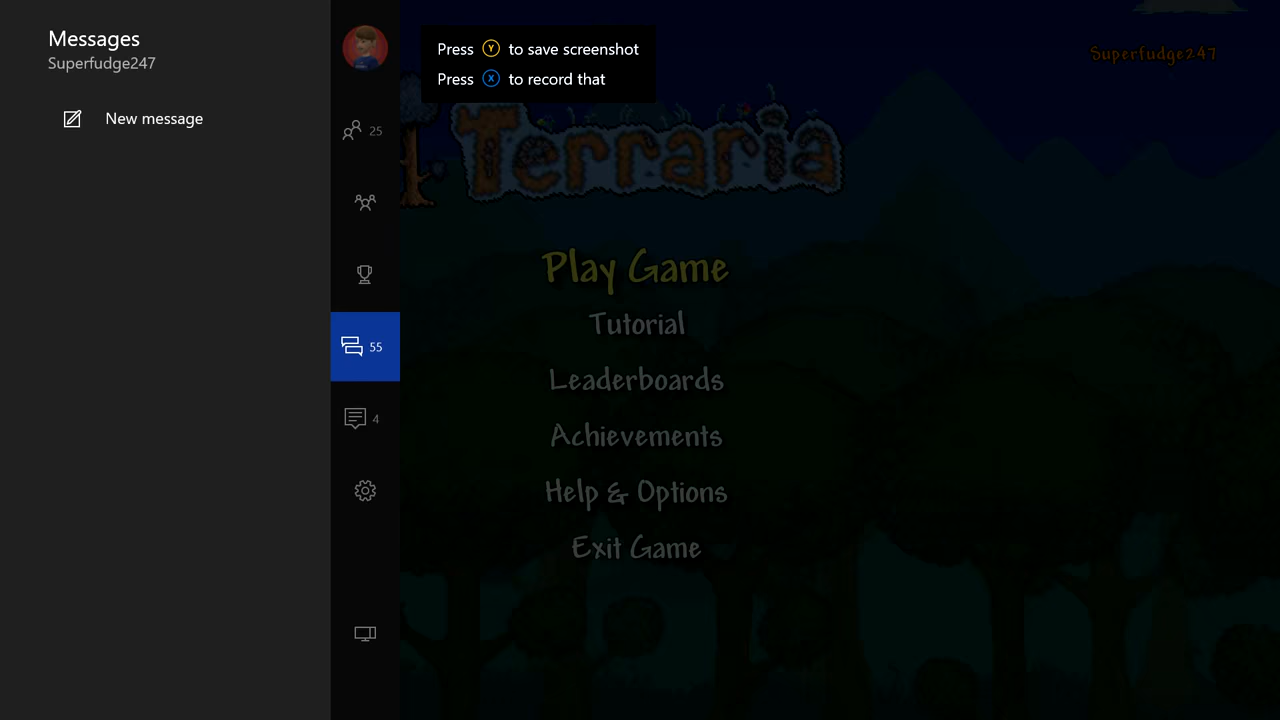 Messages
Superfudge247
New message
25
55
4
Press Y to save screenshot
Press X to record that
Superfudge247
Terraria
Play Game
Tutorial
Leaderboards
Achievements
Help & Options
Exit Game